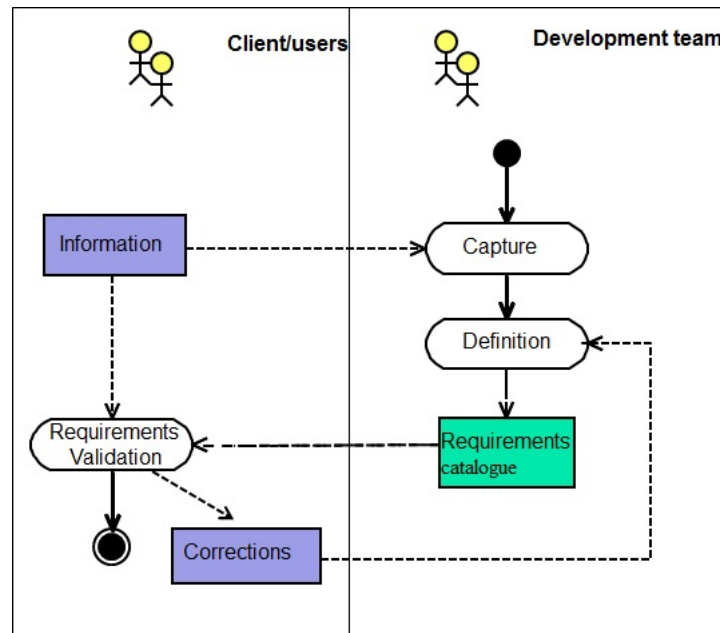 Client/users
Development team
Information
Capture
Definition
Requirements
Validation
Requirements
catalogue
Corrections